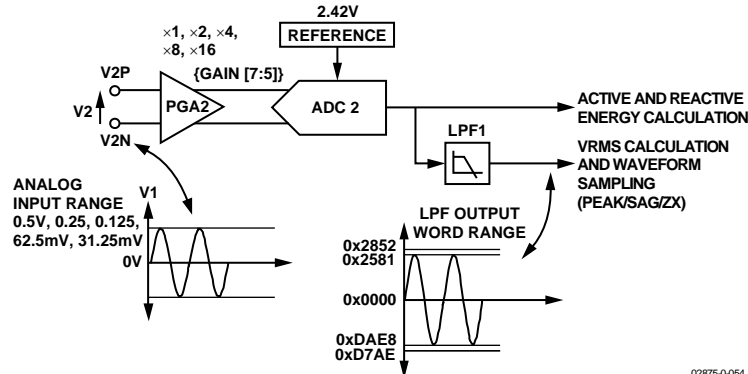 2.42V
REFERENCE
×1, ×2, ×4,
×8, ×16
{GAIN [7:5]}
V2P
V2
V2N
PGA2
ADC 2
ACTIVE AND REACTIVE
ENERGY CALCULATION
LPF1
VRMS CALCULATION
AND WAVEFORM
SAMPLING
(PEAK/SAG/ZX)
ANALOG
INPUT RANGE
0.5V, 0.25, 0.125,
62.5mV, 31.25mV
V1
0V
LPF OUTPUT
WORD RANGE
0x2852
0x2581
0x0000
0xDAE8
0xD7AE
02875-0-054